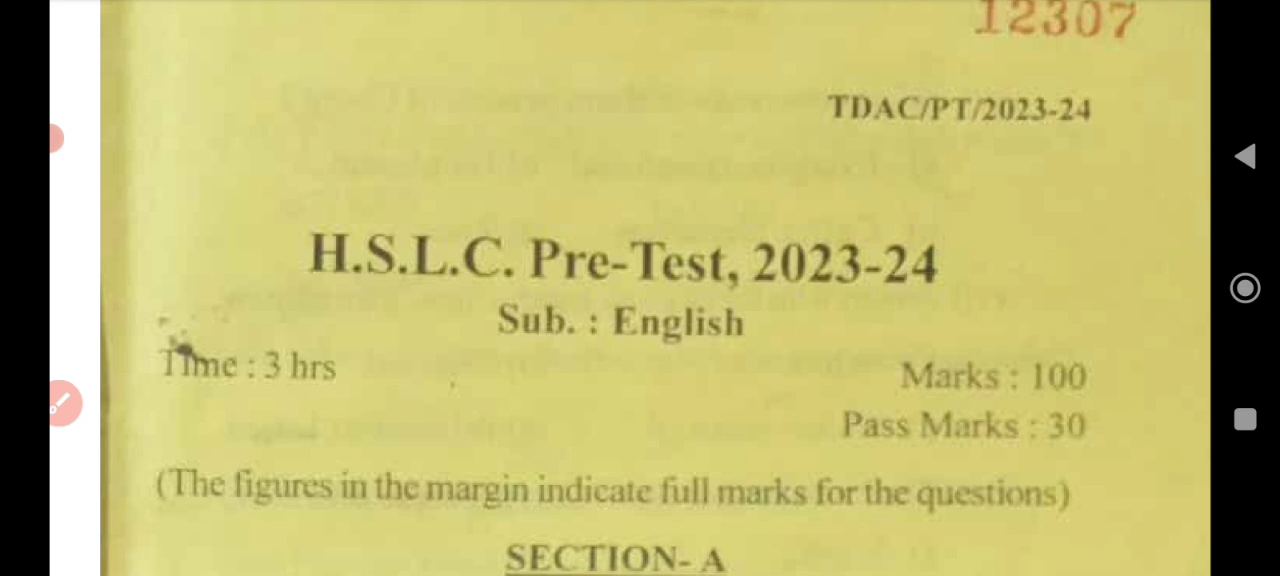 12307
TDAC/PT/2023-24
H.S.L.C. Pre-Test, 2023-24
Sub. : English
Time : 3 hrs
Marks : 100
Pass Marks : 30
(The figures in the margin indicate full marks for the questions)
SECTION- A